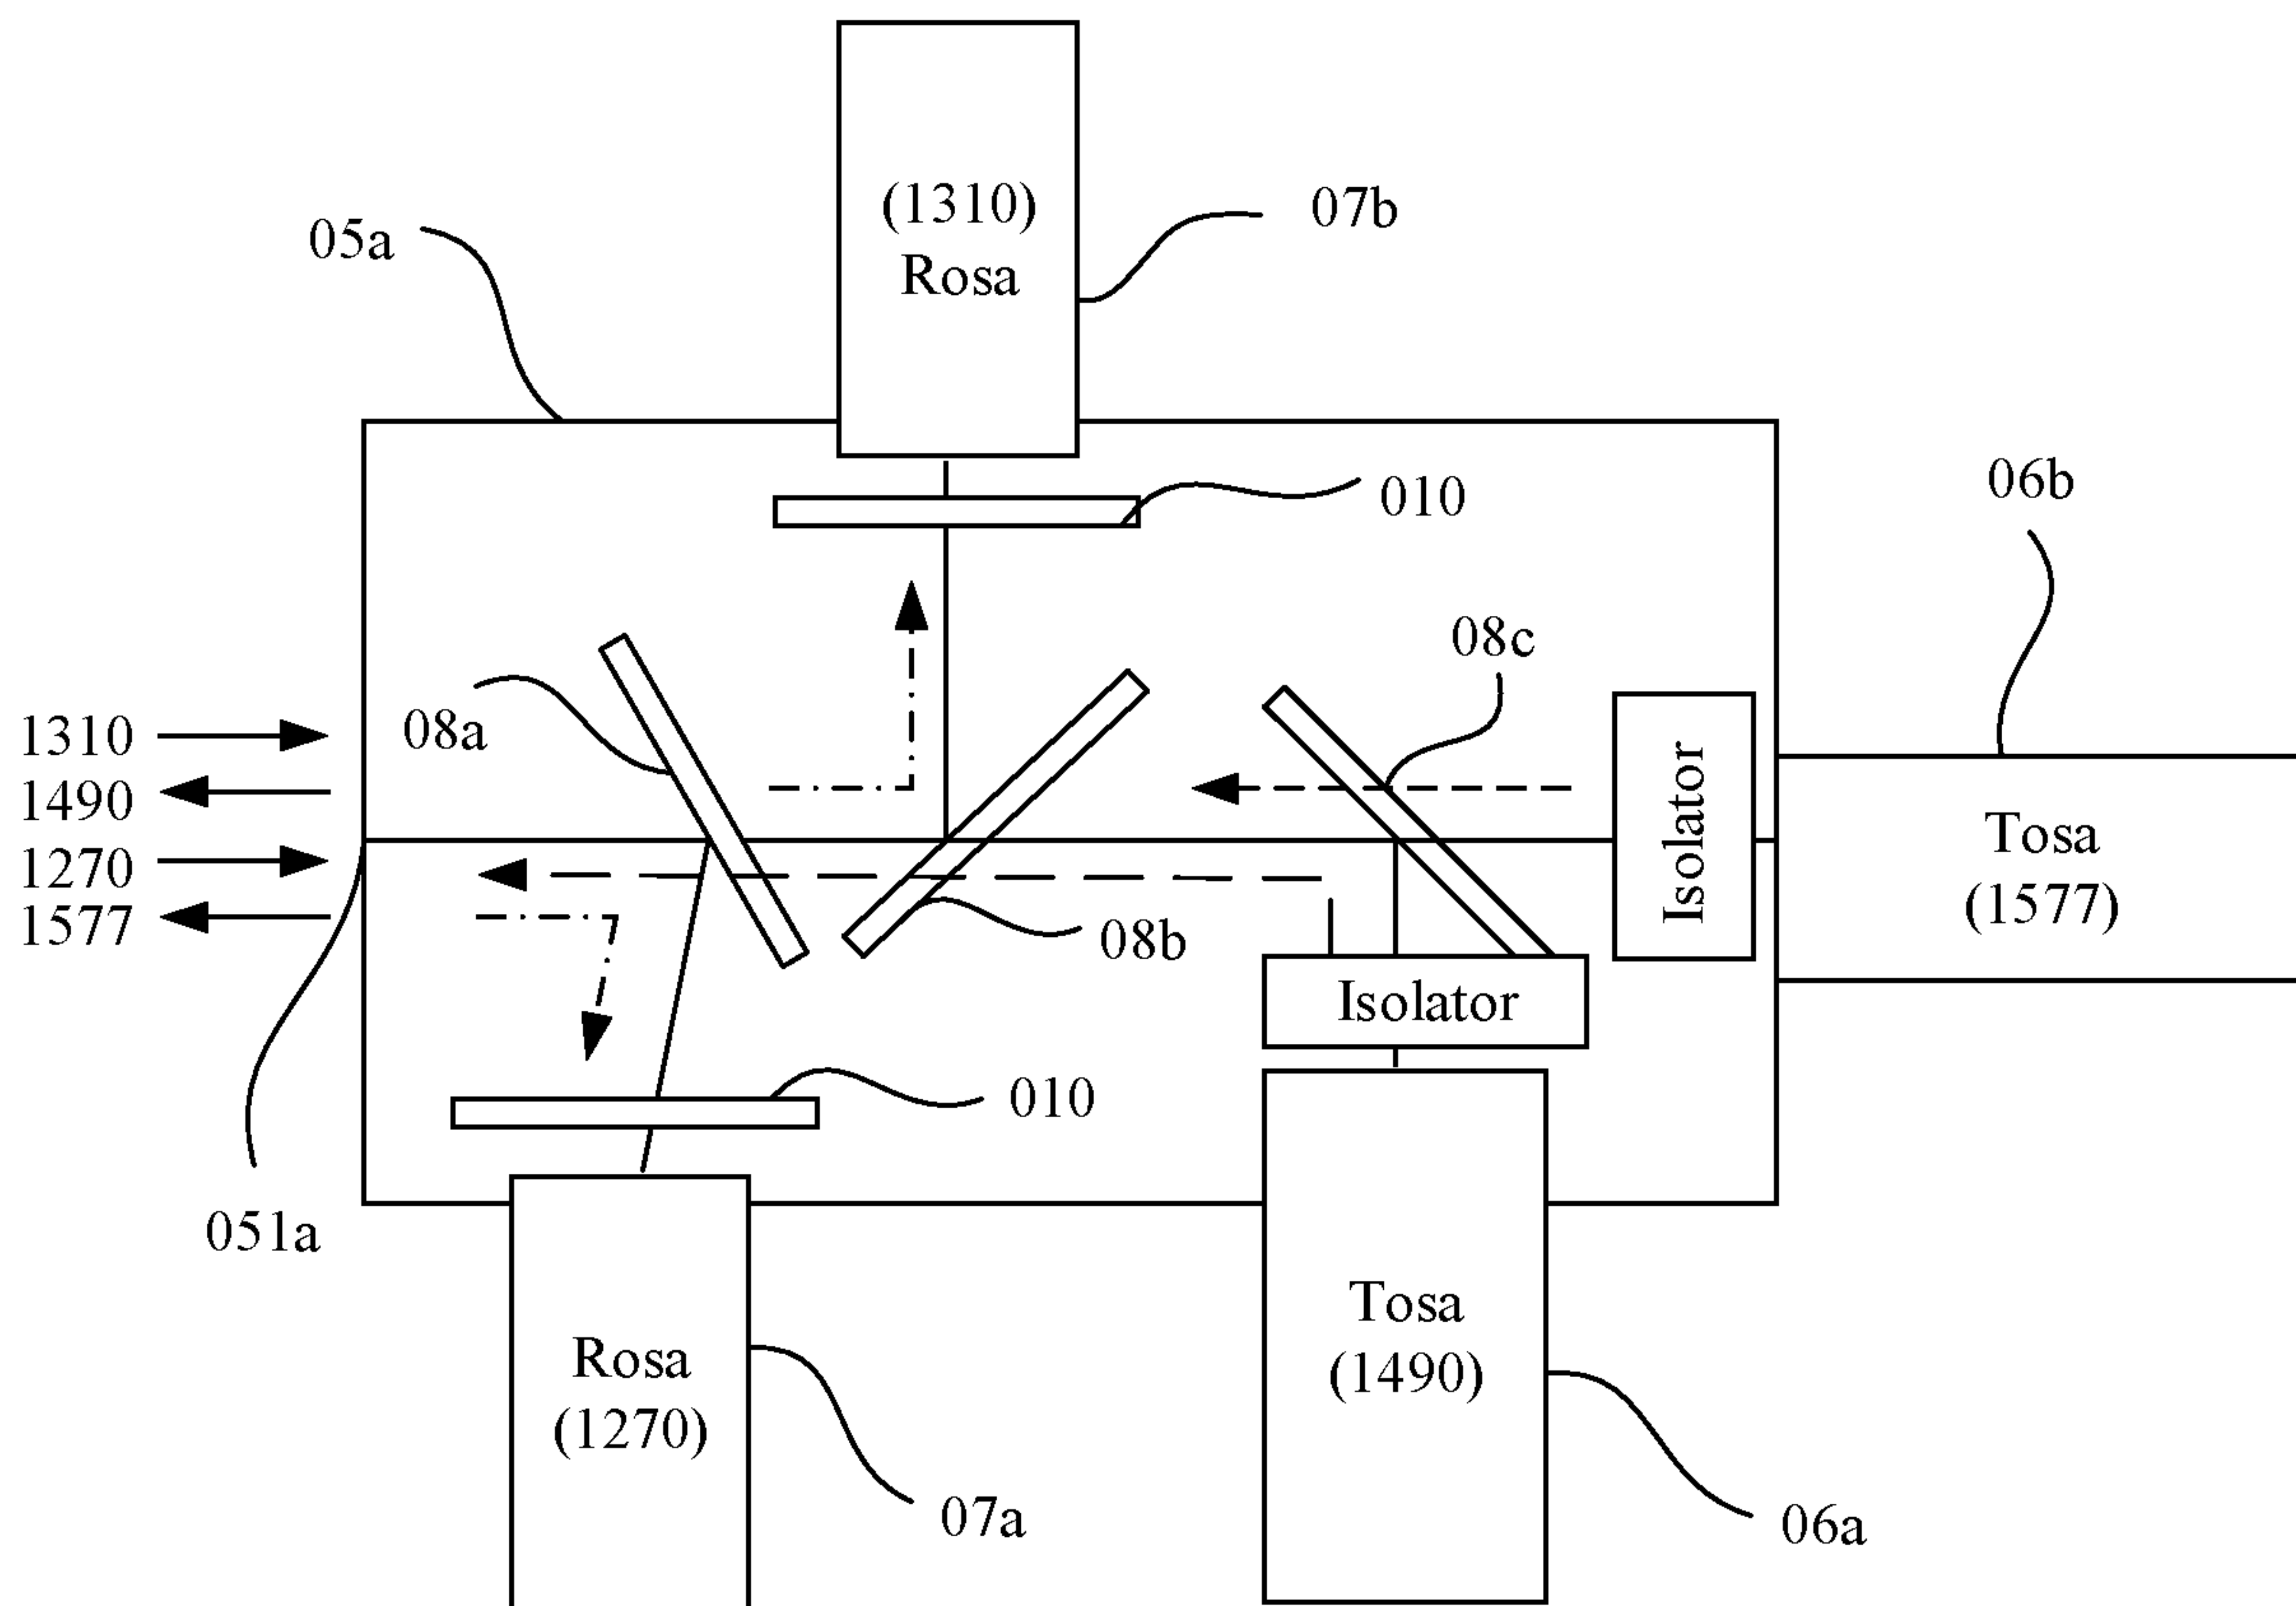 (1310)
Rosa
07b
05a
010
06b
08c
08a
1310
1490
1270
1577
Isolator
Tosa
(1577)
08b
Isolator
010
051a
Rosa
(1270)
Tosa
(1490)
07a
06a